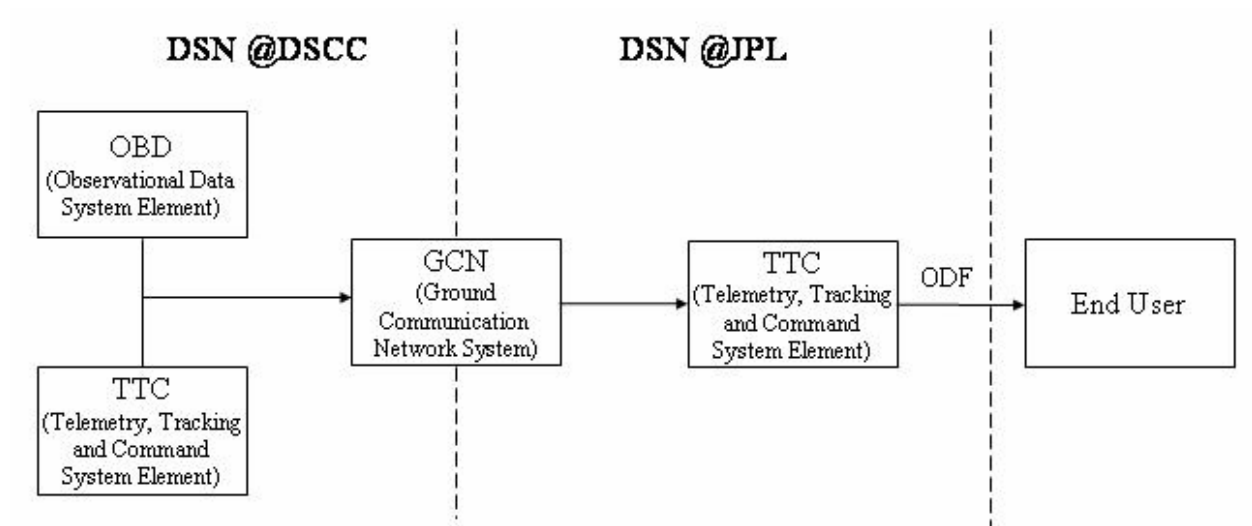 DSN @DSCC
DSN @JPL
OBD
(Observational Data
System Element)
GCN
(Ground
Communication
Network System)
TTC
(Telemetry, Tracking
and Command
System Element)
ODF
End User
TTC
(Telemetry, Tracking
and Command
System Element)